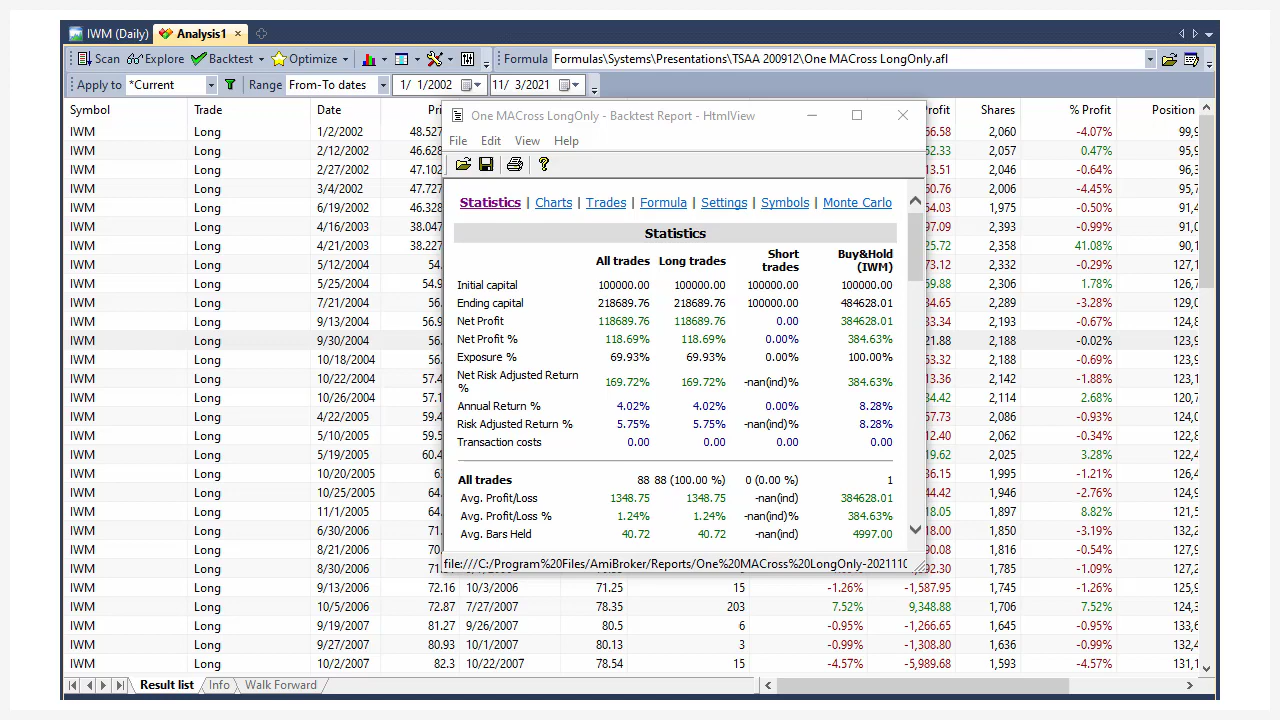 IWM (Daily) Analysis1
Scan Explore Backtest Optimize Formula Formulas\Systems\Presentations\TSAA 200912\One MACross LongOnly.afl
Apply to *Current Range From-To dates 1/ 1/2002 11/ 3/2021
Symbol Trade Date Shares % Profit Position
One MACross LongOnly - Backtest Report - HtmlView
File Edit View Help
Statistics | Charts | Trades | Formula | Settings | Symbols | Monte Carlo
Statistics
All trades Long trades Short trades Buy&Hold (IWM)
Initial capital 100000.00 100000.00 100000.00 100000.00
Ending capital 218689.76 218689.76 100000.00 484628.01
Net Profit 118689.76 118689.76 0.00 384628.01
Net Profit % 118.69% 118.69% 0.00% 384.63%
Exposure % 69.93% 69.93% 0.00% 100.00%
Net Risk Adjusted Return % 169.72% 169.72% -nan(ind)% 384.63%
Annual Return % 4.02% 4.02% 0.00% 8.28%
Risk Adjusted Return % 5.75% 5.75% -nan(ind)% 8.28%
Transaction costs 0.00 0.00 0.00 0.00
All trades 88 88 (100.00 %) 0 (0.00 %) 1
Avg. Profit/Loss 1348.75 1348.75 -nan(ind) 384628.01
Avg. Profit/Loss % 1.24% 1.24% -nan(ind)% 384.63%
Avg. Bars Held 40.72 40.72 -nan(ind) 4997.00
file:///C:/Program%20Files/AmiBroker/Reports/One%20MACross%20LongOnly-2021110
IWM Long 1/2/2002 2,060 -4.07%
IWM Long 2/12/2002 2,057 0.47%
IWM Long 2/27/2002 2,046 -0.64%
IWM Long 3/4/2002 2,006 -4.45%
IWM Long 6/19/2002 1,975 -0.50%
IWM Long 4/16/2003 2,393 -0.99%
IWM Long 4/21/2003 2,358 41.08%
IWM Long 5/12/2004 2,332 -0.29%
IWM Long 5/25/2004 2,306 1.78%
IWM Long 7/21/2004 2,289 -3.28%
IWM Long 9/13/2004 2,199 -0.67%
IWM Long 9/30/2004 2,188 -0.02%
IWM Long 10/18/2004 2,188 -0.69%
IWM Long 10/22/2004 2,142 -1.88%
IWM Long 10/26/2004 2,114 2.68%
IWM Long 4/22/2005 2,086 -0.93%
IWM Long 5/10/2005 2,062 -0.34%
IWM Long 5/19/2005 2,025 3.28%
IWM Long 10/20/2005 1,995 -1.21%
IWM Long 10/25/2005 1,946 -2.76%
IWM Long 11/1/2005 1,897 8.82%
IWM Long 6/30/2006 1,850 -3.19%
IWM Long 8/21/2006 1,817 -0.54%
IWM Long 8/30/2006 1,785 -1.09%
IWM Long 9/13/2006 72.16 10/3/2006 71.25 15 -1.26% -1,587.95 1,745 -1.26%
IWM Long 10/5/2006 72.87 7/27/2007 78.35 203 7.52% 9,348.88 1,706 7.52%
IWM Long 9/19/2007 81.27 9/26/2007 80.5 6 -0.95% -1,266.65 1,645 -0.95%
IWM Long 9/27/2007 80.93 10/1/2007 80.13 3 -0.99% -1,308.80 1,636 -0.99%
IWM Long 10/2/2007 82.3 10/22/2007 78.54 15 -4.57% -5,989.68 1,593 -4.57%
Result list Info Walk Forward